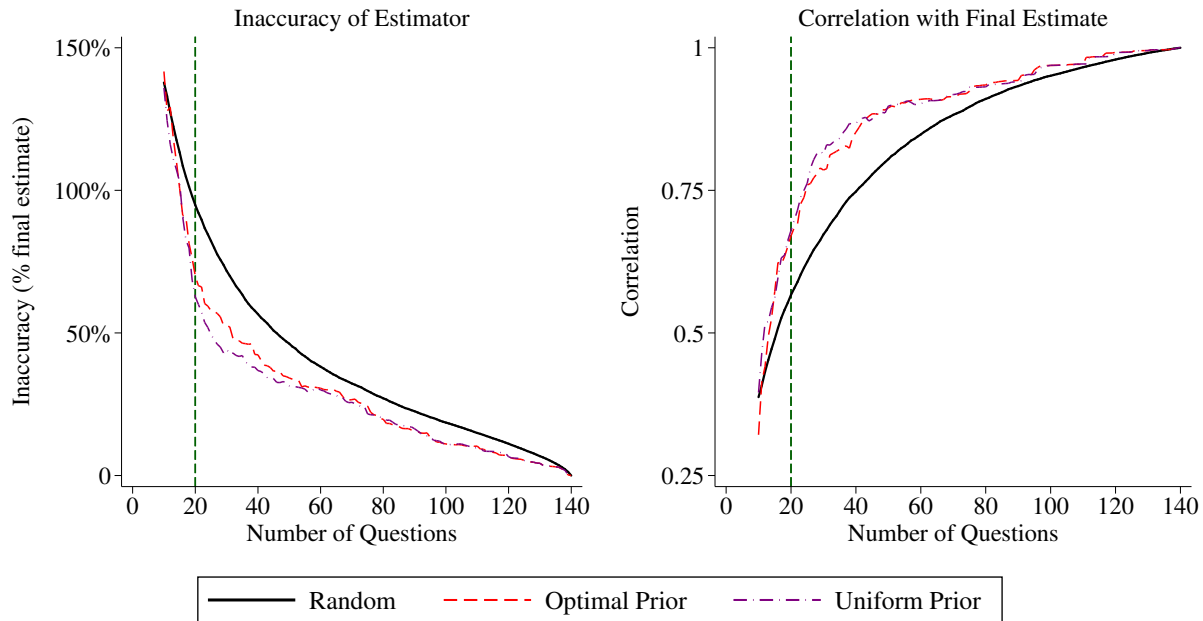 Inaccuracy of Estimator
Inaccuracy (% final estimate)
150%
100%
50%
0
0 20 40 60 80 100 120 140
Number of Questions
Correlation with Final Estimate
Correlation
1
0.75
0.5
0.25
0 20 40 60 80 100 120 140
Number of Questions
Random Optimal Prior Uniform Prior